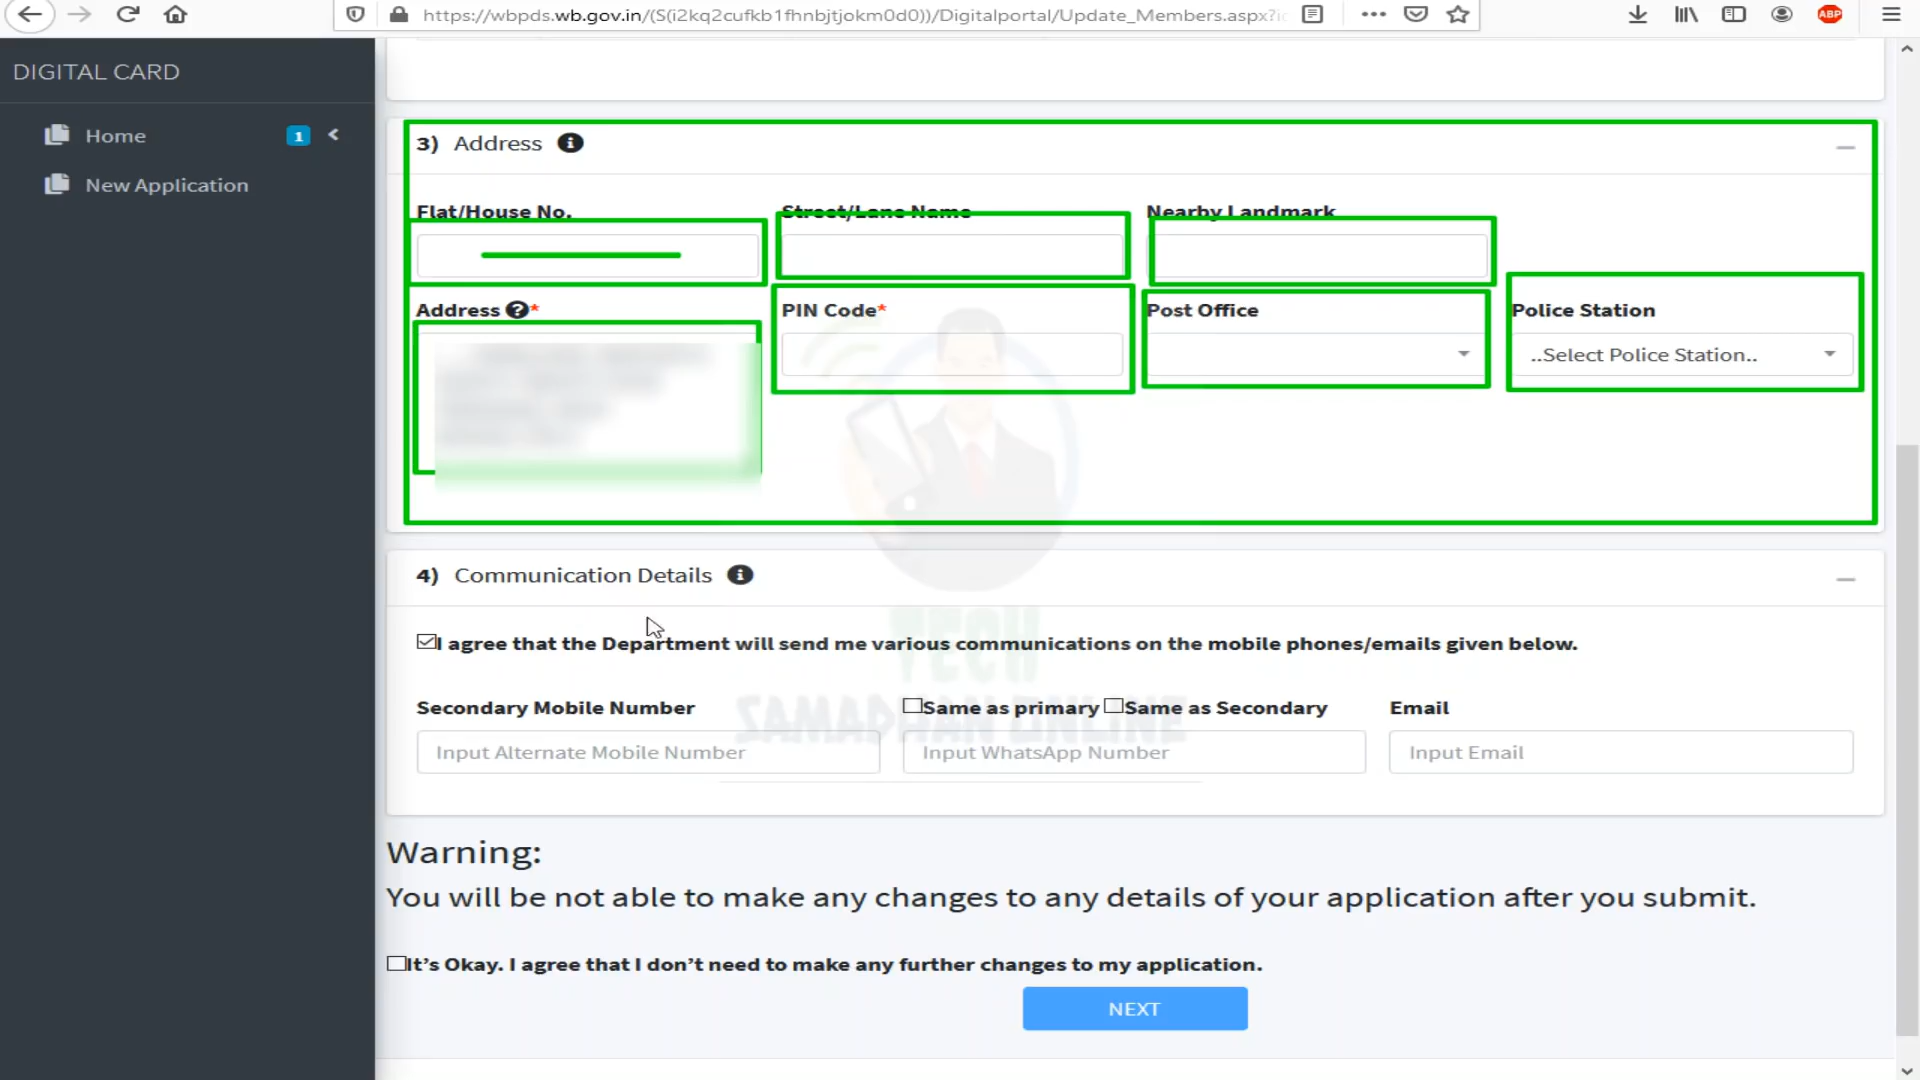 https://wbpds.wb.gov.in/(S(i2kq2cufkb1fhnbjtjokm0d0))/Digitalportal/Update_Members.aspx?i
ABP
DIGITAL CARD
Home 1
New Application
3) Address
Flat/House No.
Street/Lane Name
Nearby Landmark
Address ?*
PIN Code*
Post Office
Police Station
..Select Police Station..
4) Communication Details
I agree that the Department will send me various communications on the mobile phones/emails given below.
Secondary Mobile Number
Same as primary Same as Secondary
Email
Input Alternate Mobile Number
Input WhatsApp Number
Input Email
TECH
SAMADHAN ONLINE
Warning:
You will be not able to make any changes to any details of your application after you submit.
It's Okay. I agree that I don't need to make any further changes to my application.
NEXT